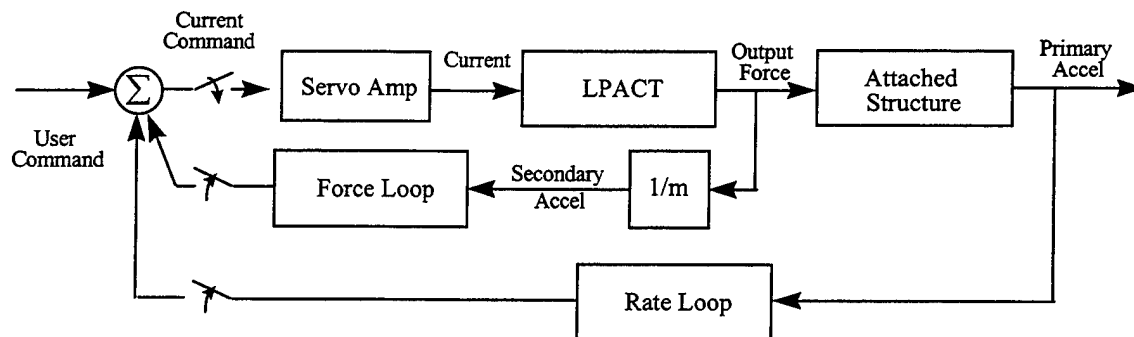 Current
Command
Σ
User
Command
Servo Amp
Current
LPACT
Output
Force
Attached
Structure
Primary
Accel
Force Loop
Secondary
Accel
1/m
Rate Loop